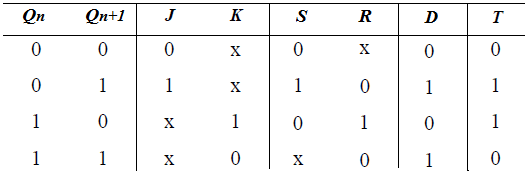 Qn Qn+1 J K S R D T
0 0 0 x 0 x 0 0
0 1 1 x 1 0 1 1
1 0 x 1 0 1 0 1
1 1 x 0 x 0 1 0